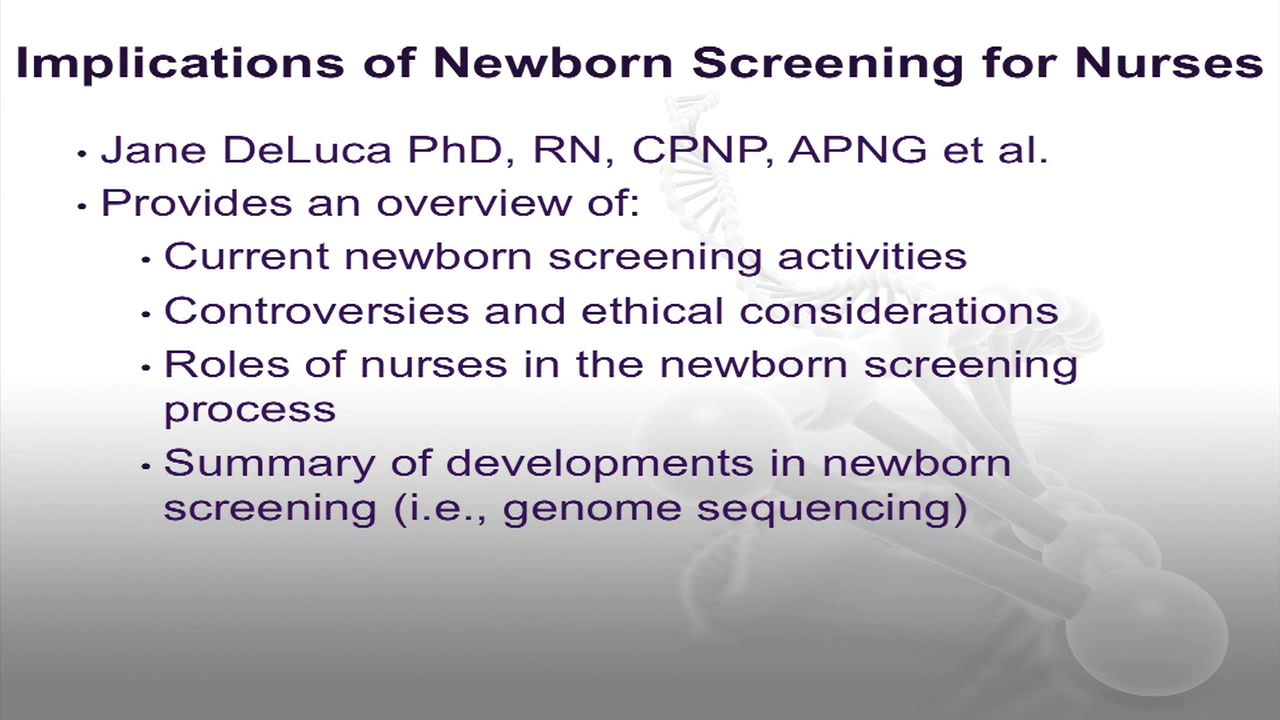 Implications of Newborn Screening for Nurses
• Jane DeLuca PhD, RN, CPNP, APNG et al.
• Provides an overview of:
• Current newborn screening activities
• Controversies and ethical considerations
• Roles of nurses in the newborn screening
process
• Summary of developments in newborn
screening (i.e., genome sequencing)